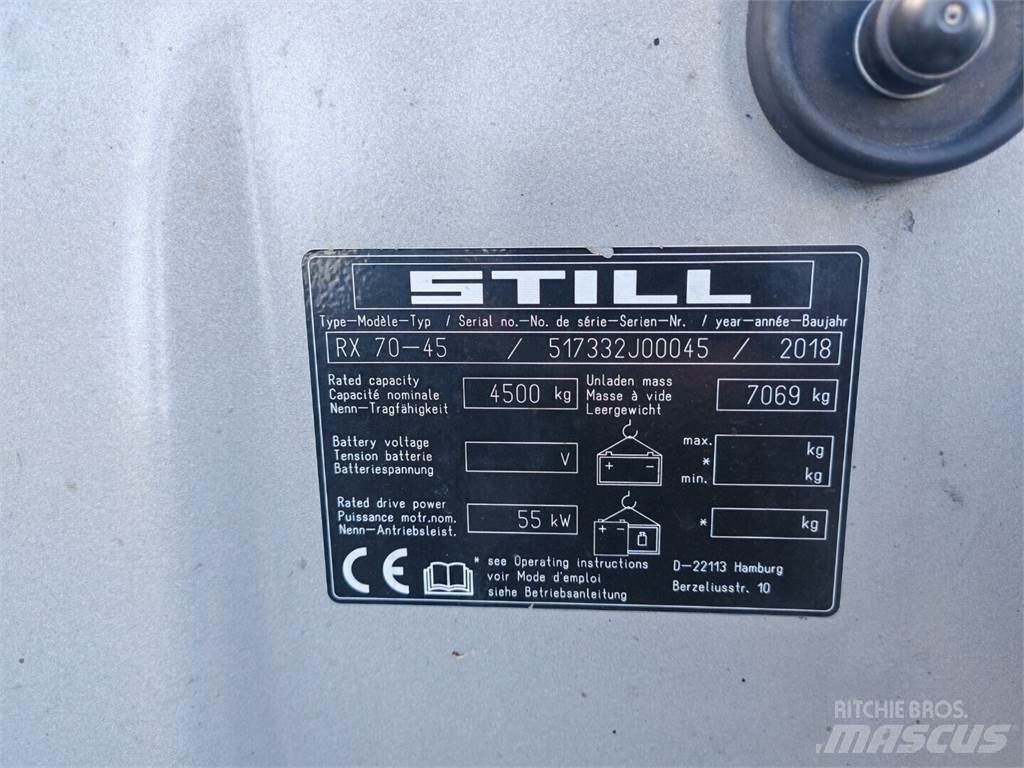 STILL
Type-Modèle-Typ / Serial no.-No. de série-Serien-Nr. / year-année-Baujahr
RX 70-45 / 517332J00045 / 2018
Rated capacity
Capacité nominale
Nenn-Tragfähigkeit
4500 kg
Unladen mass
Masse à vide
Leergewicht
7069 kg
Battery voltage
Tension batterie
Batteriespannung
V
+ -
max.
*
min.
kg
kg
Rated drive power
Puissance motr.nom.
Nenn-Antriebsleist.
55 kW
+ -
*
kg
CE
* see Operating instructions
voir Mode d'emploi
siehe Betriebsanleitung
D-22113 Hamburg
Berzeliusstr. 10
RITCHIE BROS.
MASCUS